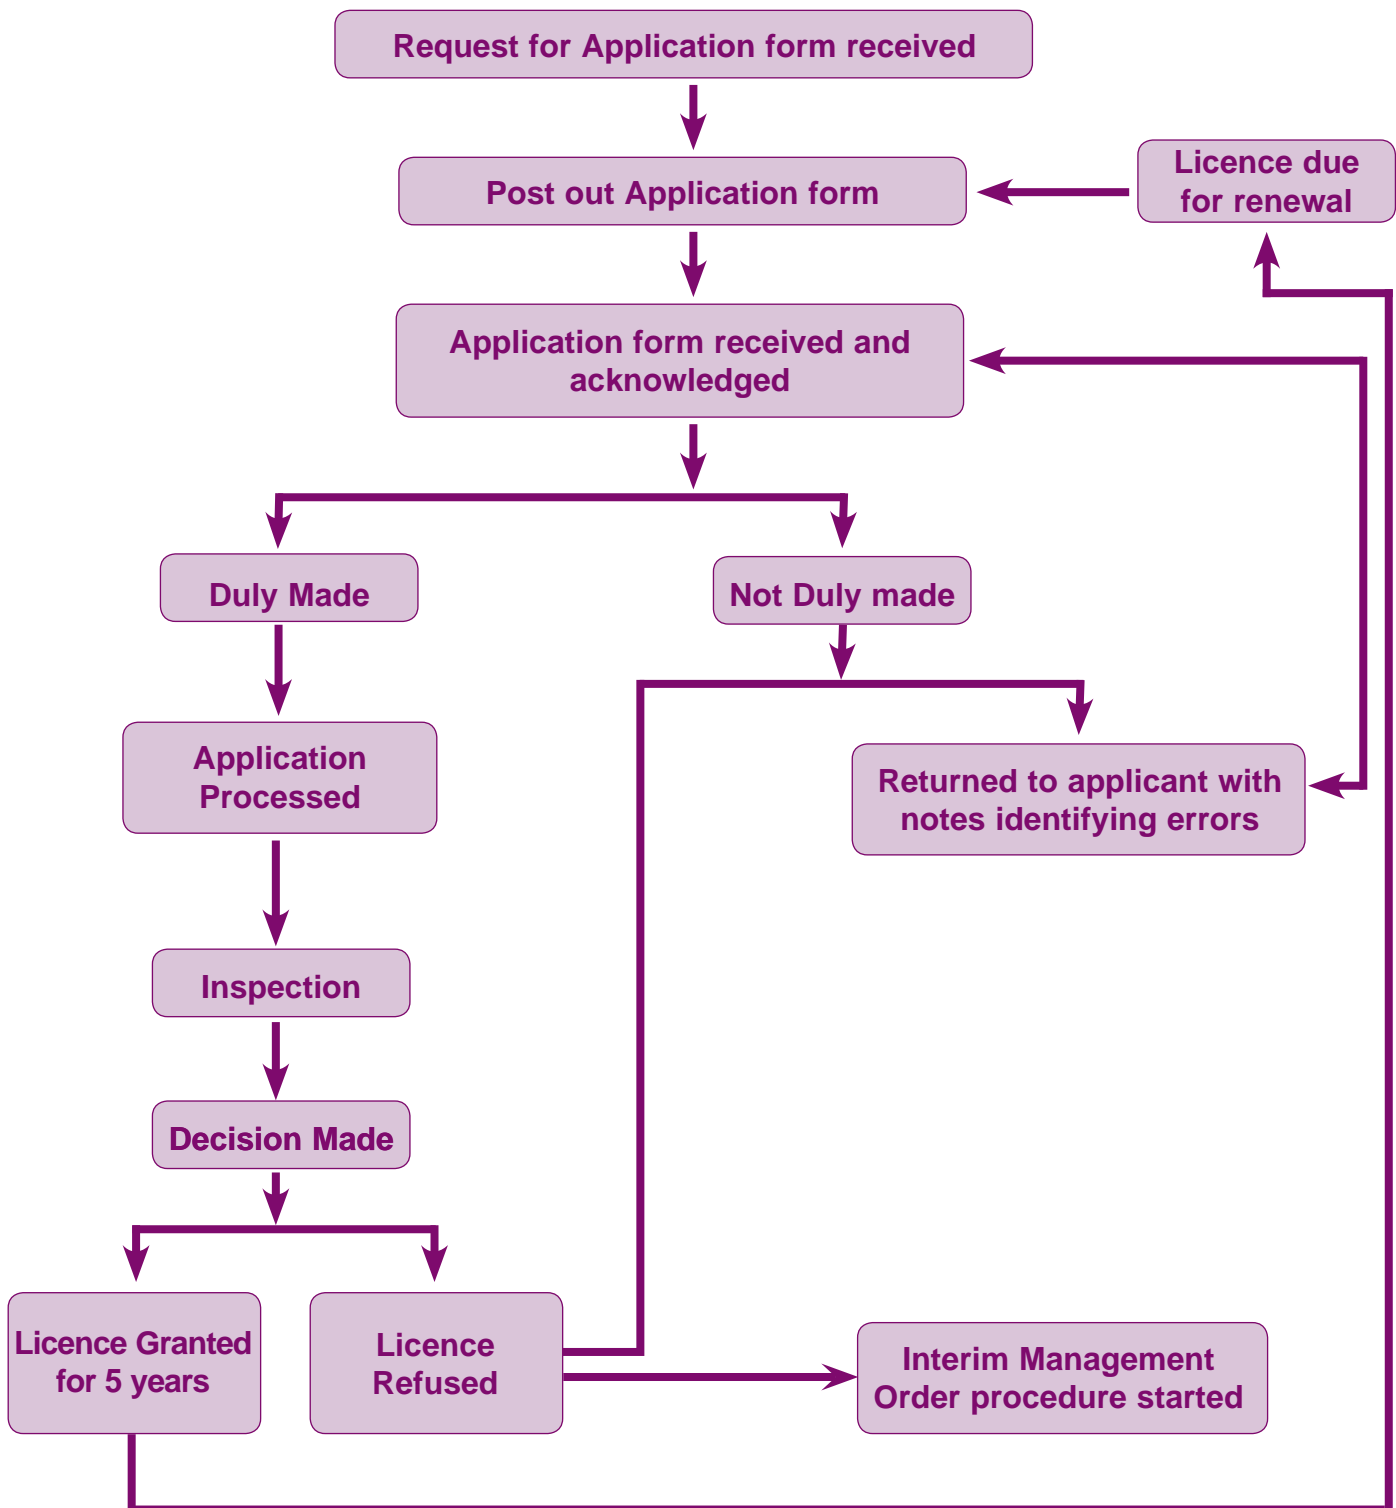 Request for Application form received
Post out Application form
Licence due
for renewal
Application form received and
acknowledged
Duly Made
Not Duly made
Application
Processed
Returned to applicant with
notes identifying errors
Inspection
Decision Made
Licence Granted
for 5 years
Licence
Refused
Interim Management
Order procedure started